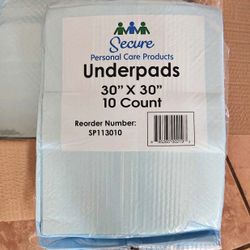 Secure
Personal Care Products
Underpads
30” X 30”
10 Count
Reorder Number:
SP113010